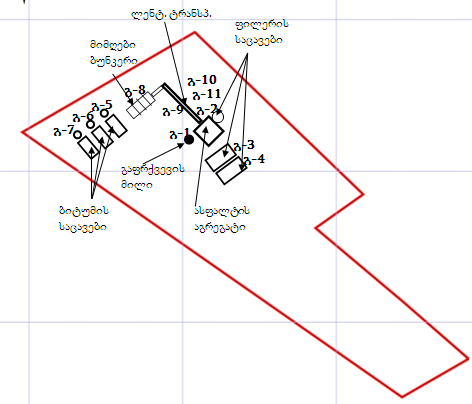 ლენტ. ტრანსპ.
ფილერის
საცავები
მიმღები
ბუნკერი
გ-8
გ-10
გ-11
გ-9
გ-2
გ-5
გ-6
გ-7
გ-1
გ-3
გ-4
გაფრქვევის
მილი
ბიტუმის
საცავები
ასფალტის
აგრეგატი